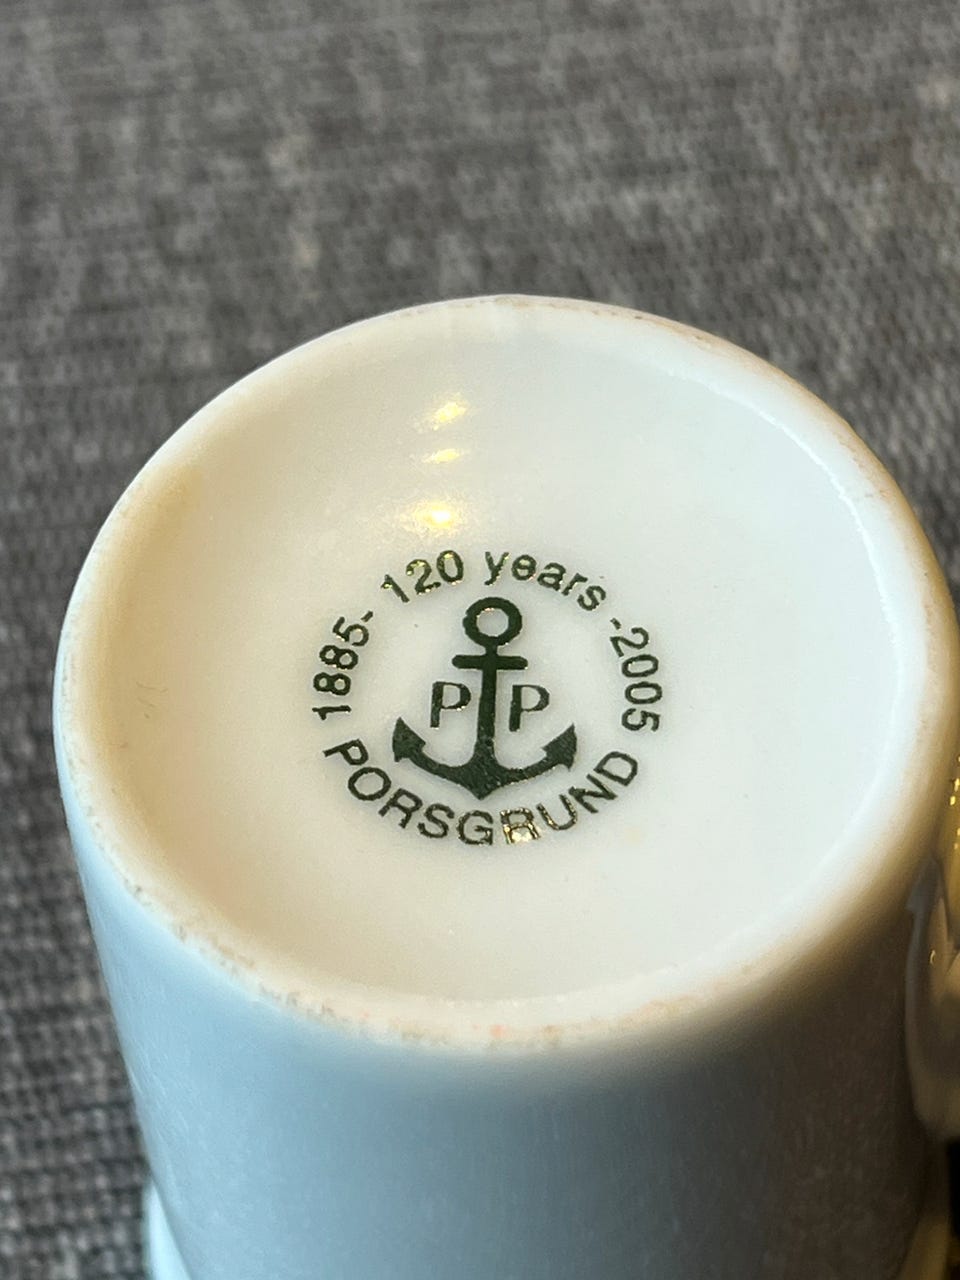 1885- 120 years -2005
P P
PORSGRUND